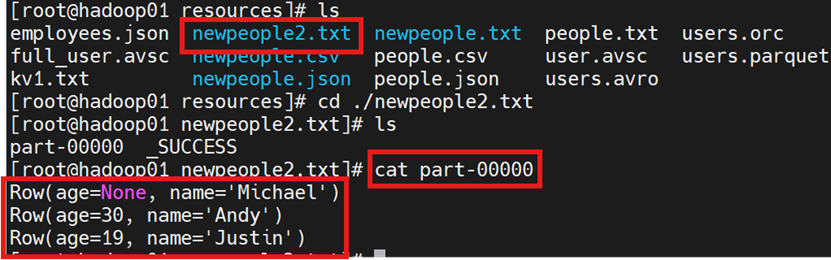 [root@hadoop01 resources]# ls
employees.json newpeople2.txt newpeople.txt people.txt users.orc
full_user.avsc newpeople.csv people.csv user.avsc users.parquet
kv1.txt newpeople.json people.json users.avro
[root@hadoop01 resources]# cd ./newpeople2.txt
[root@hadoop01 newpeople2.txt]# ls
part-00000 _SUCCESS
[root@hadoop01 newpeople2.txt]# cat part-00000
Row(age=None, name='Michael')
Row(age=30, name='Andy')
Row(age=19, name='Justin')